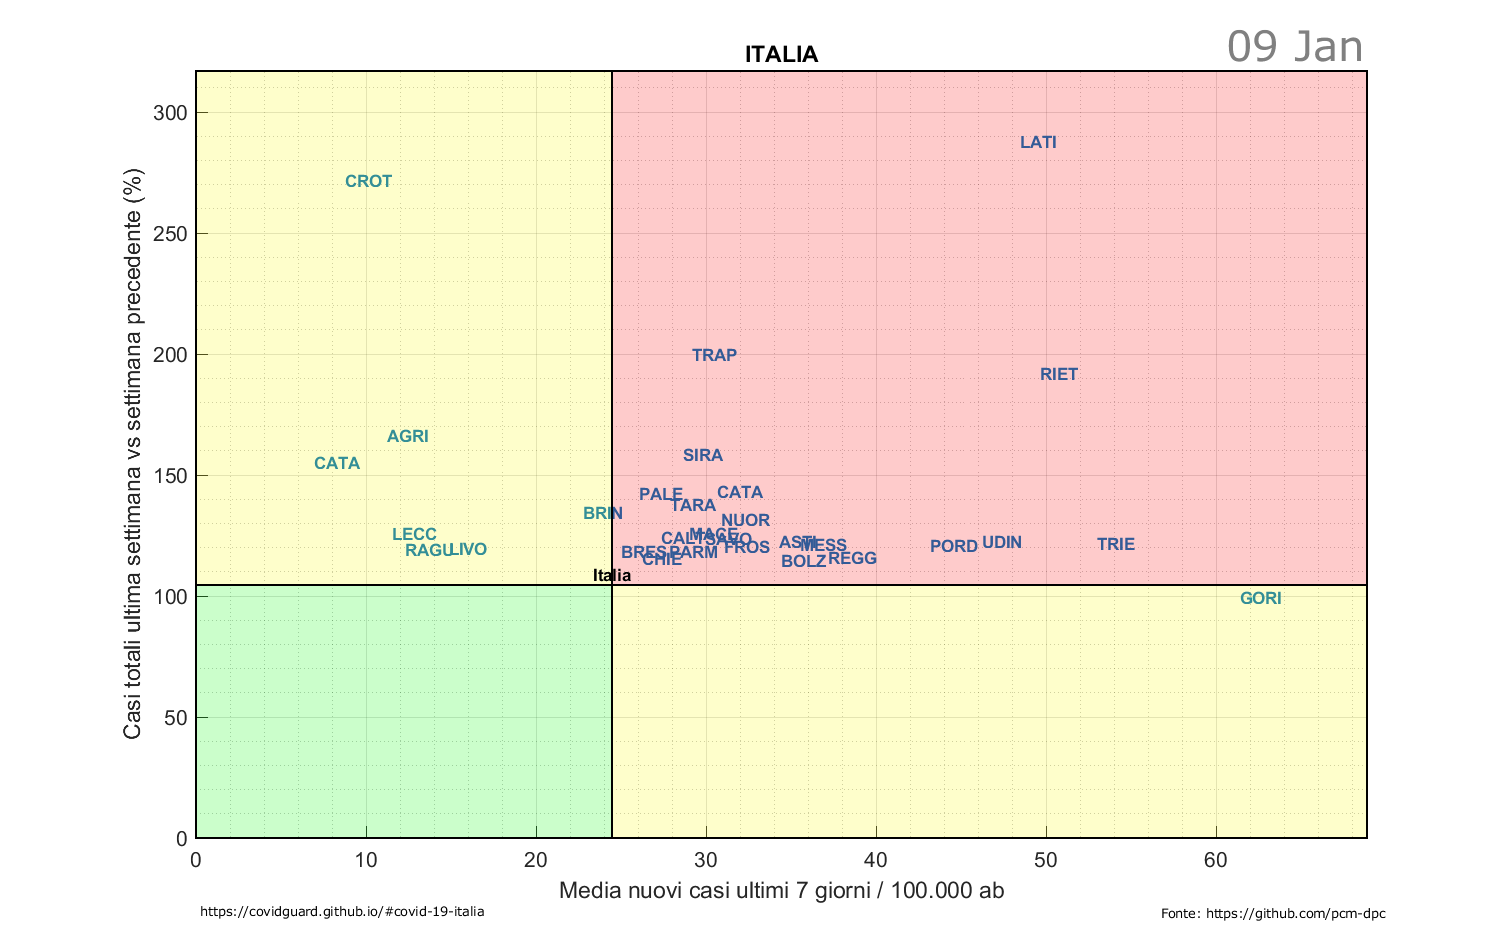 09 Jan
ITALIA
Casi totali ultima settimana vs settimana precedente (%)
300
250
200
150
100
50
0
LATI
CROT
TRAP
RIET
AGRI
SIRA
CATA
CATA
PALE
TARA
BRIN
NUOR
LECC
MACE
CALT
SAVO
RAGU
LIVO
BRES
PARM
FROS
CHIE
ASTI
MESS
BOLZ
REGG
PORD
UDIN
TRIE
Italia
GORI
0 10 20 30 40 50 60
Media nuovi casi ultimi 7 giorni / 100.000 ab
https://covidguard.github.io/#covid-19-italia
Fonte: https://github.com/pcm-dpc